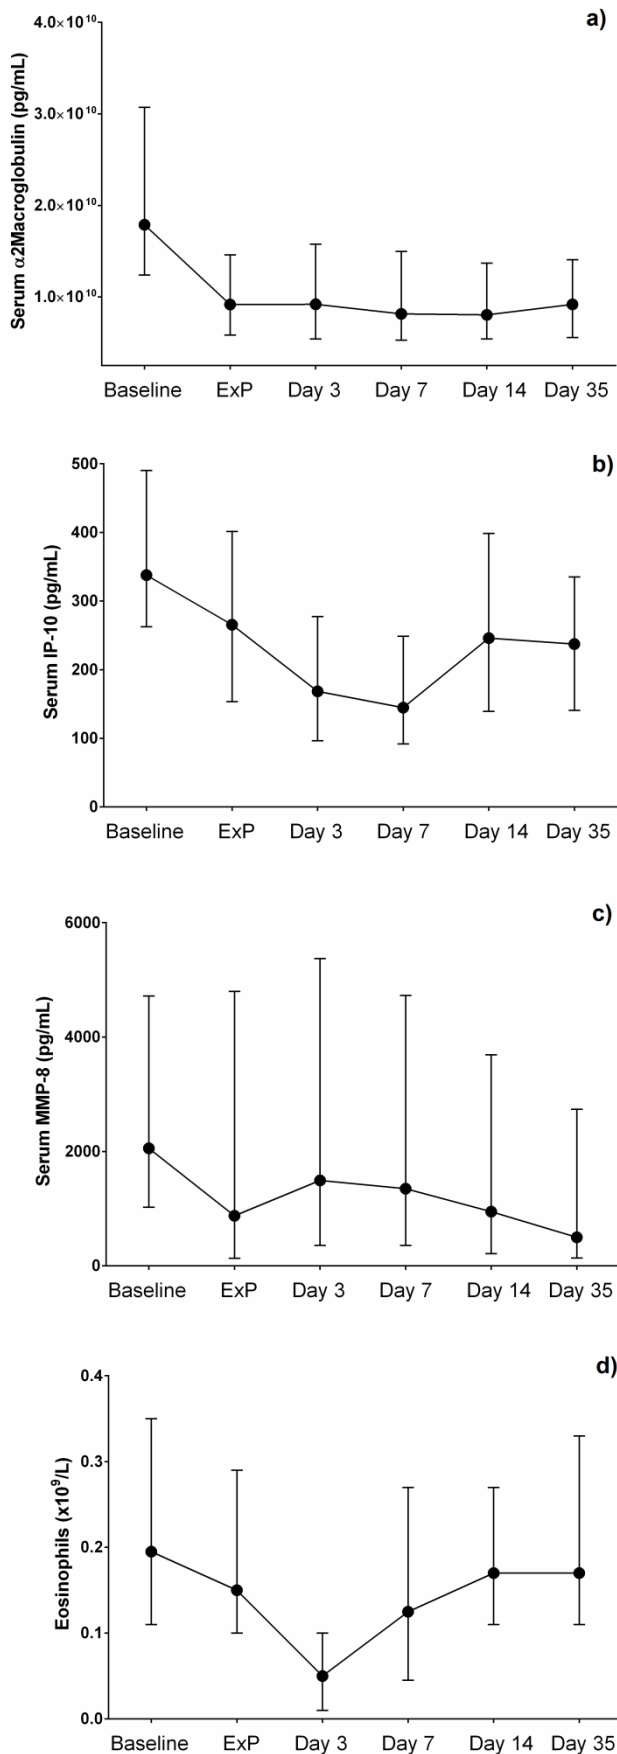 a)
Serum α2Macroglobulin (pg/mL)
4.0×10¹⁰
3.0×10¹⁰
2.0×10¹⁰
1.0×10¹⁰
Baseline ExP Day 3 Day 7 Day 14 Day 35
b)
Serum IP-10 (pg/mL)
500
400
300
200
100
0
Baseline ExP Day 3 Day 7 Day 14 Day 35
c)
Serum MMP-8 (pg/mL)
6000
4000
2000
0
Baseline ExP Day 3 Day 7 Day 14 Day 35
d)
Eosinophils (x10⁹/L)
0.4
0.3
0.2
0.1
0.0
Baseline ExP Day 3 Day 7 Day 14 Day 35